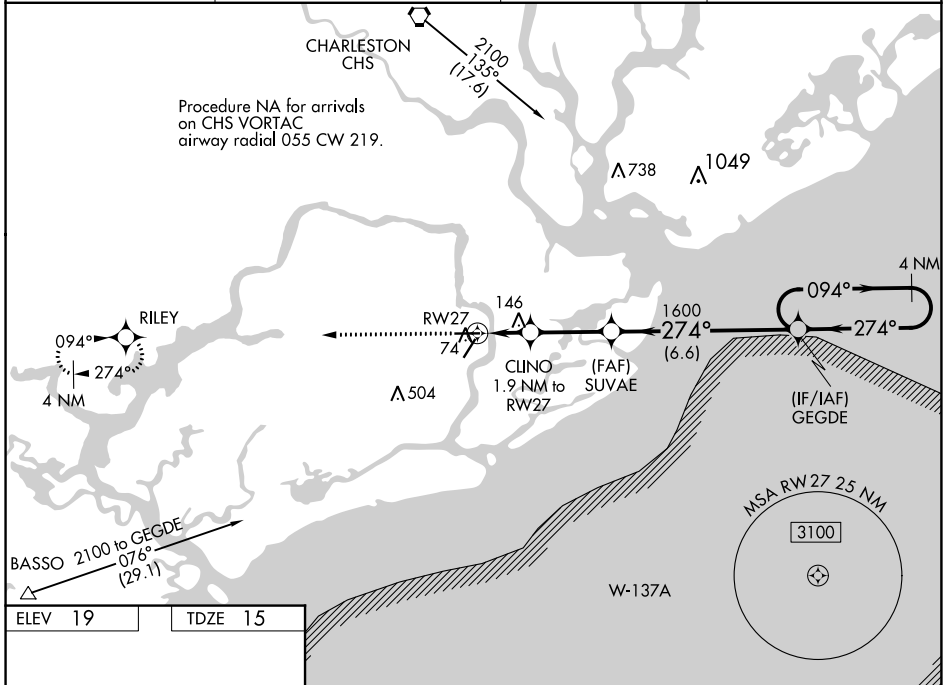 CHARLESTON
CHS
2100
135°
(17.6)
Procedure NA for arrivals
on CHS VORTAC
airway radial 055 CW 219.
738
1049
4 NM
094°
274°
RILEY
094°
274°
4 NM
RW27
74
146
CLINO
1.9 NM to
RW27
(FAF)
SUVAE
1600
274°
(6.6)
(IF/IAF)
GEGDE
504
MSA RW27 25 NM
3100
W-137A
BASSO
2100 to GEGDE
076°
(29.1)
ELEV 19
TDZE 15